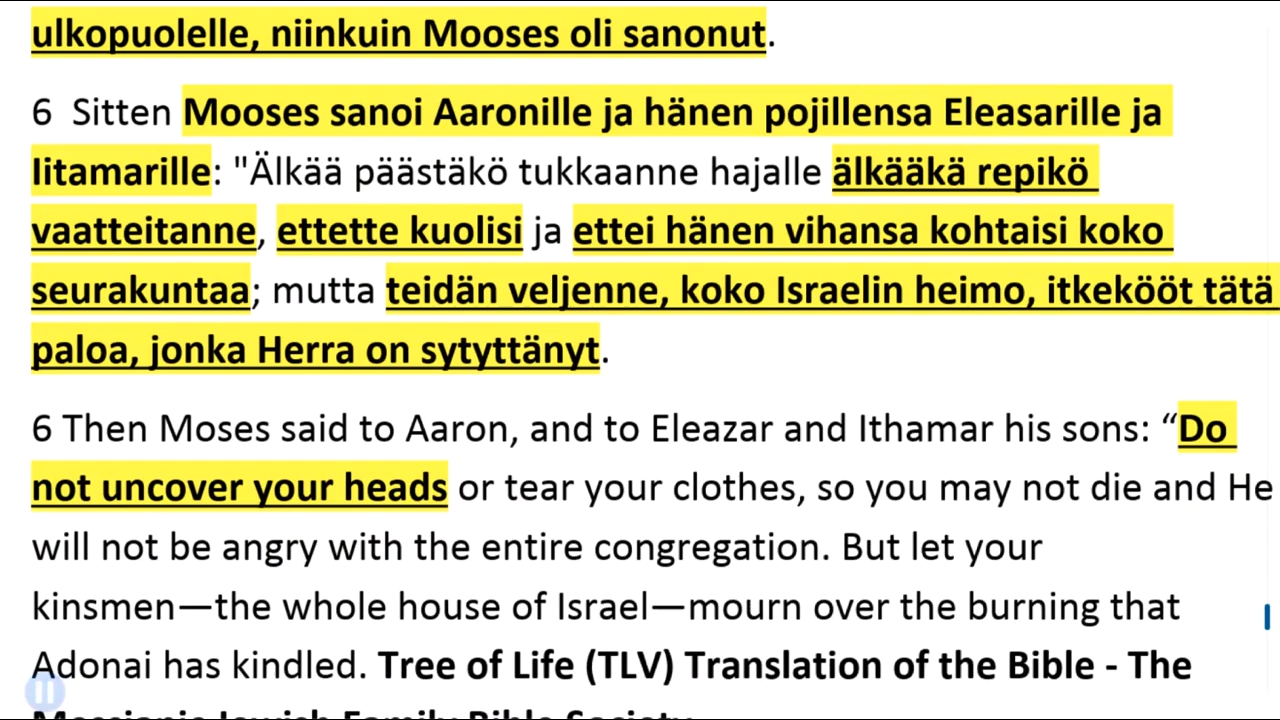 ulkopuolelle, niinkuin Mooses oli sanonut.
6 Sitten Mooses sanoi Aaronille ja hänen pojillensa Eleasarille ja
Iitamarille: "Älkää päästäkö tukkaanne hajalle älkääkä repikö
vaatteitanne, ettette kuolisi ja ettei hänen vihansa kohtaisi koko
seurakuntaa; mutta teidän veljenne, koko Israelin heimo, itkekööt tätä
paloa, jonka Herra on sytyttänyt.
6 Then Moses said to Aaron, and to Eleazar and Ithamar his sons: “Do
not uncover your heads or tear your clothes, so you may not die and He
will not be angry with the entire congregation. But let your
kinsmen—the whole house of Israel—mourn over the burning that
Adonai has kindled. Tree of Life (TLV) Translation of the Bible - The
Messianic Jewish Family Bible Society